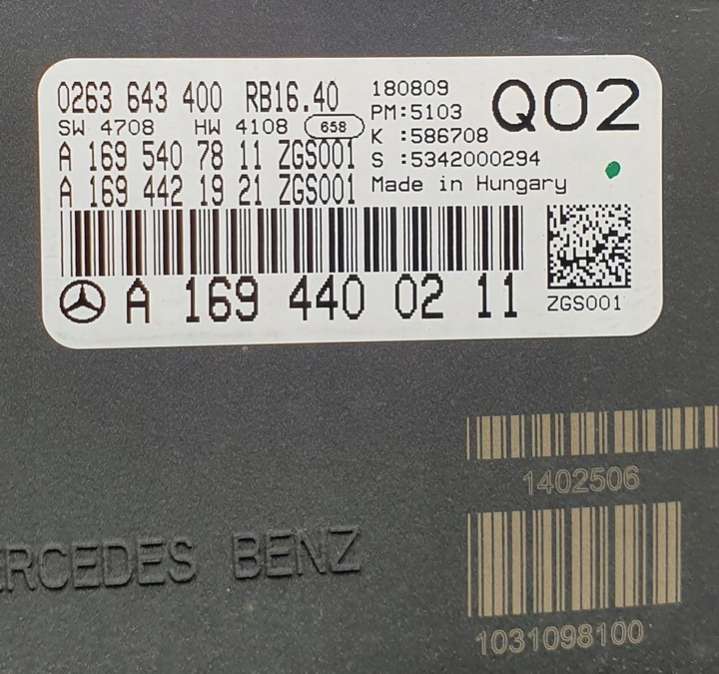 0263 643 400 RB16.40
SW 4708 HW 4108 658
A 169 540 78 11 ZGS001
A 169 442 19 21 ZGS001
180809
PM:5103
K :586708
S :5342000294
Made in Hungary
Q02
A 169 440 02 11
ZGS001
1402506
1031098100
ERCEDES BENZ